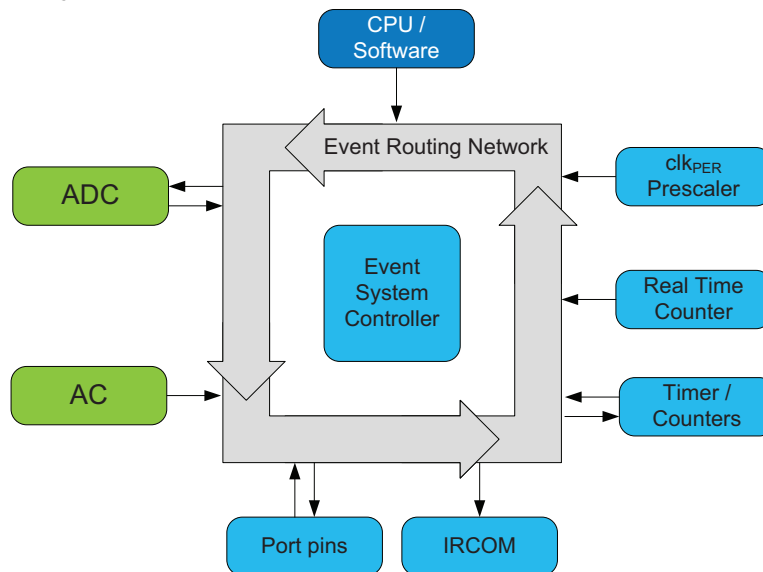 CPU /
Software
Event Routing Network
clkPER
Prescaler
ADC
Event
System
Controller
Real Time
Counter
AC
Timer /
Counters
Port pins
IRCOM